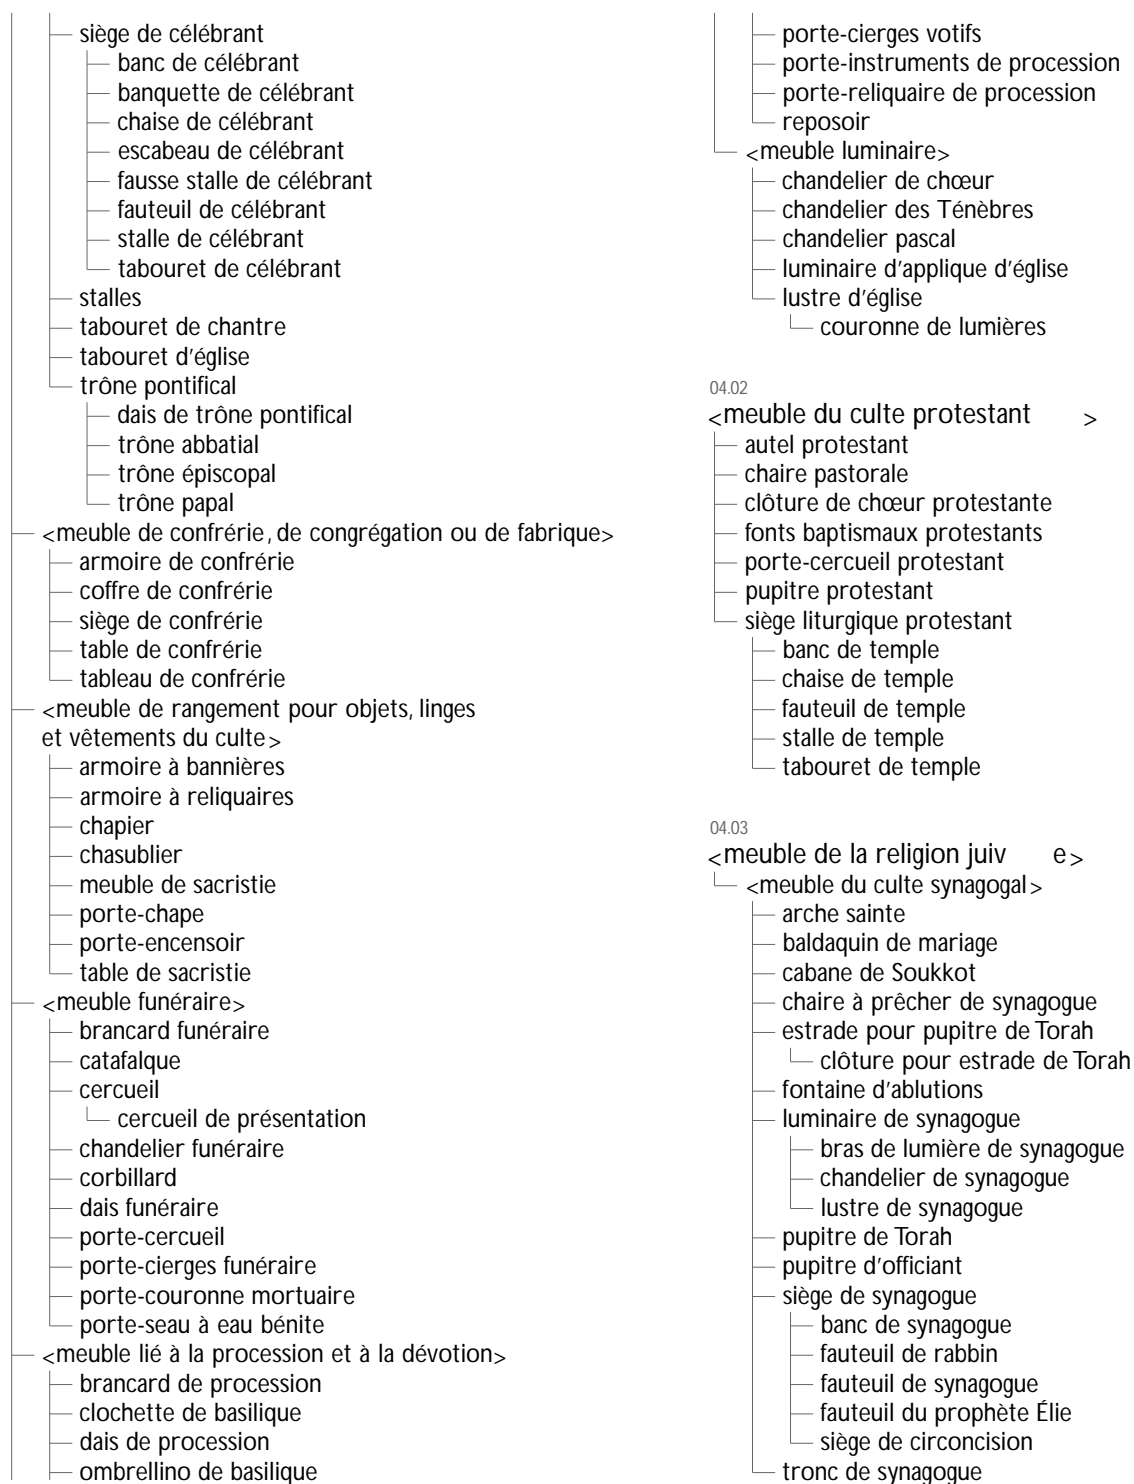 siège de célébrant
banc de célébrant
banquette de célébrant
chaise de célébrant
escabeau de célébrant
fausse stalle de célébrant
fauteuil de célébrant
stalle de célébrant
tabouret de célébrant
stalles
tabouret de chantre
tabouret d'église
trône pontifical
dais de trône pontifical
trône abbatial
trône épiscopal
trône papal
<meuble de confrérie, de congrégation ou de fabrique>
armoire de confrérie
coffre de confrérie
siège de confrérie
table de confrérie
tableau de confrérie
<meuble de rangement pour objets, linges
et vêtements du culte>
armoire à bannières
armoire à reliquaires
chapier
chasublier
meuble de sacristie
porte-chape
porte-encensoir
table de sacristie
<meuble funéraire>
brancard funéraire
catafalque
cercueil
cercueil de présentation
chandelier funéraire
corbillard
dais funéraire
porte-cercueil
porte-cierges funéraire
porte-couronne mortuaire
porte-seau à eau bénite
<meuble lié à la procession et à la dévotion>
brancard de procession
clochette de basilique
dais de procession
ombrellino de basilique
porte-cierges votifs
porte-instruments de procession
porte-reliquaire de procession
reposoir
<meuble luminaire>
chandelier de chœur
chandelier des Ténèbres
chandelier pascal
luminaire d'applique d'église
lustre d'église
couronne de lumières
04.02
<meuble du culte protestant >
autel protestant
chaire pastorale
clôture de chœur protestante
fonts baptismaux protestants
porte-cercueil protestant
pupitre protestant
siège liturgique protestant
banc de temple
chaise de temple
fauteuil de temple
stalle de temple
tabouret de temple
04.03
<meuble de la religion juiv e>
<meuble du culte synagogal>
arche sainte
baldaquin de mariage
cabane de Soukkot
chaire à prêcher de synagogue
estrade pour pupitre de Torah
clôture pour estrade de Torah
fontaine d'ablutions
luminaire de synagogue
bras de lumière de synagogue
chandelier de synagogue
lustre de synagogue
pupitre de Torah
pupitre d'officiant
siège de synagogue
banc de synagogue
fauteuil de rabbin
fauteuil de synagogue
fauteuil du prophète Élie
siège de circoncision
tronc de synagogue